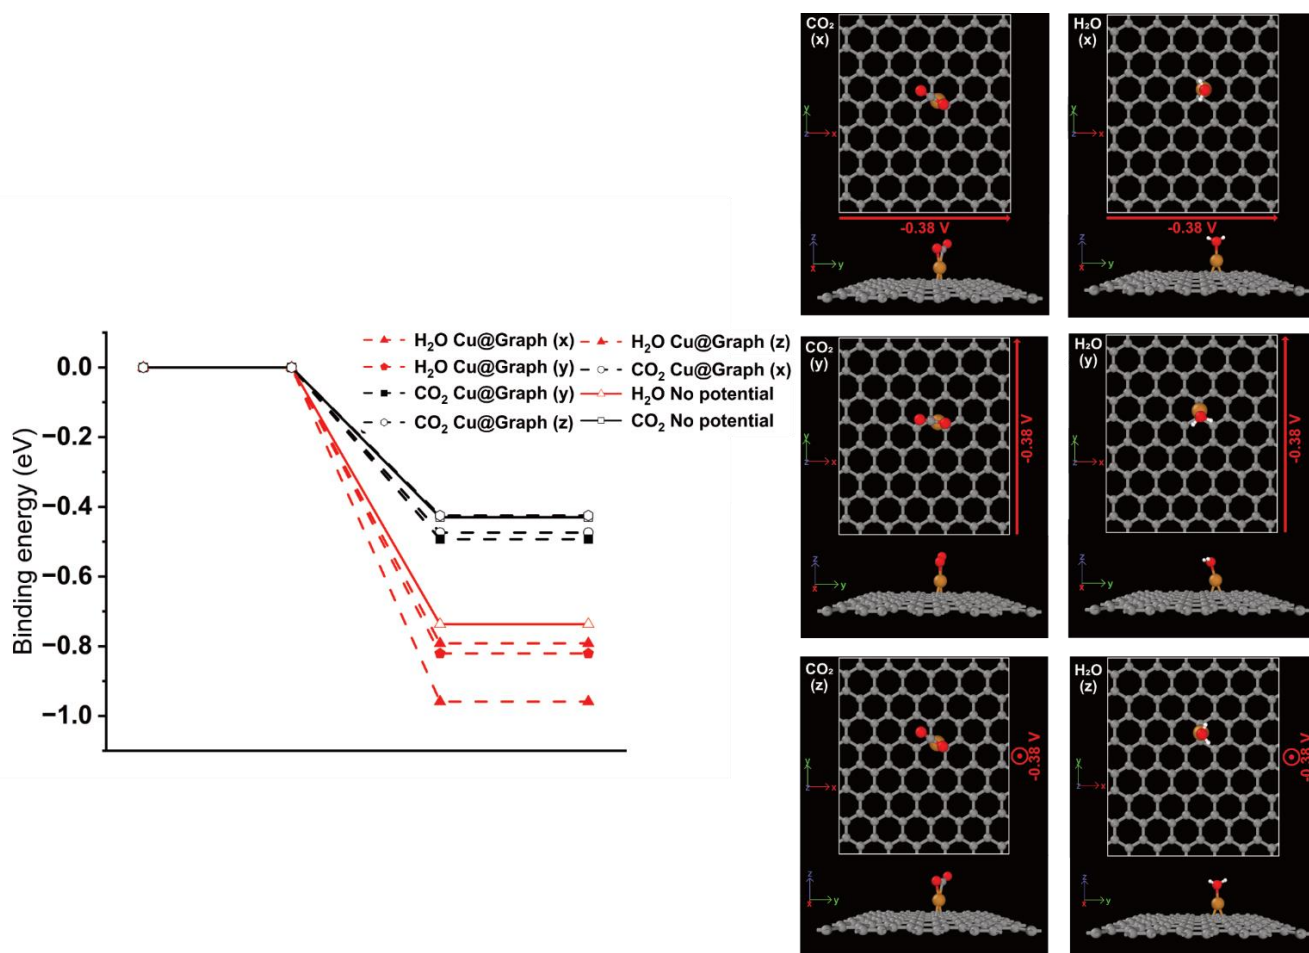 Binding energy (eV)
0.0
−0.2
−0.4
−0.6
−0.8
−1.0
H₂O Cu@Graph (x)
H₂O Cu@Graph (y)
CO₂ Cu@Graph (y)
CO₂ Cu@Graph (z)
H₂O Cu@Graph (z)
CO₂ Cu@Graph (x)
H₂O No potential
CO₂ No potential
CO₂
(x)
y
z
x
-0.38 V
z
x
y
H₂O
(x)
y
z
x
-0.38 V
z
x
y
CO₂
(y)
y
z
x
-0.38 V
z
x
y
H₂O
(y)
y
z
x
-0.38 V
z
x
y
CO₂
(z)
y
z
x
-0.38 V
z
x
y
H₂O
(z)
y
z
x
-0.38 V
z
x
y